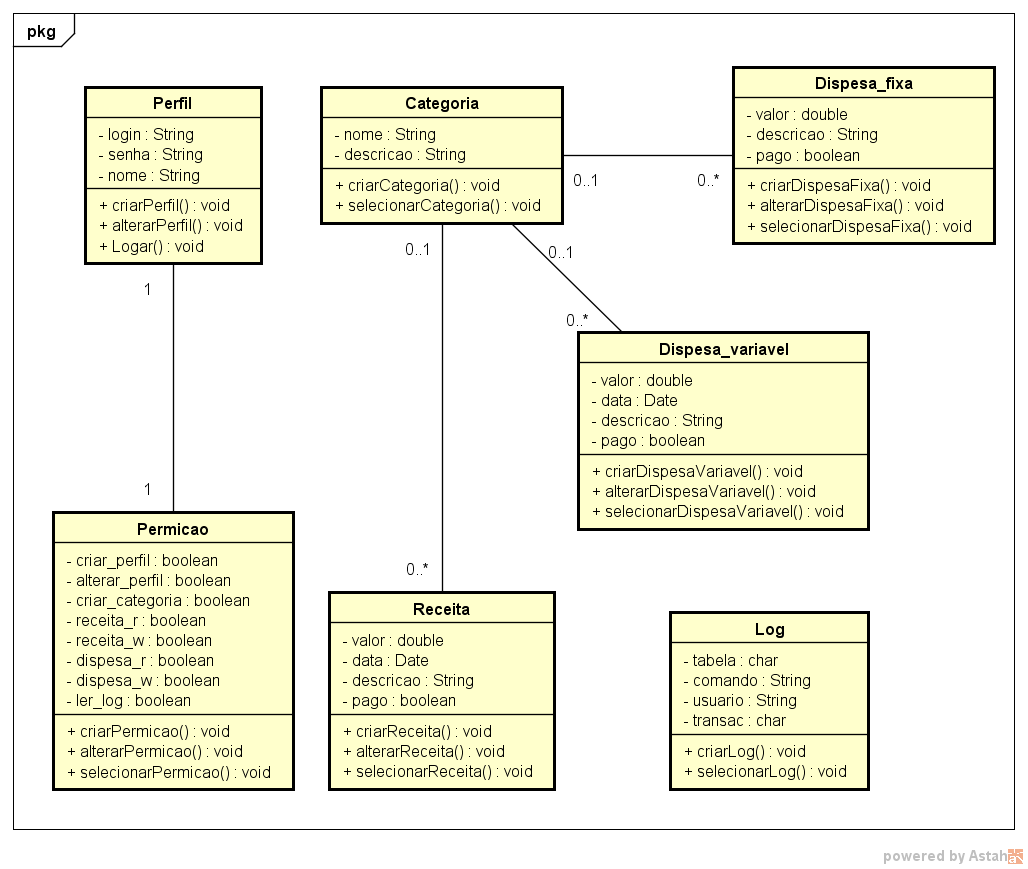 pkg
Perfil
- login : String
- senha : String
- nome : String
+ criarPerfil() : void
+ alterarPerfil() : void
+ Logar() : void
Categoria
- nome : String
- descricao : String
+ criarCategoria() : void
+ selecionarCategoria() : void
Dispesa_fixa
- valor : double
- descricao : String
- pago : boolean
+ criarDispesaFixa() : void
+ alterarDispesaFixa() : void
+ selecionarDispesaFixa() : void
0..1
0..*
0..1
0..1
0..*
1
1
0..*
Dispesa_variavel
- valor : double
- data : Date
- descricao : String
- pago : boolean
+ criarDispesaVariavel() : void
+ alterarDispesaVariavel() : void
+ selecionarDispesaVariavel() : void
Permicao
- criar_perfil : boolean
- alterar_perfil : boolean
- criar_categoria : boolean
- receita_r : boolean
- receita_w : boolean
- dispesa_r : boolean
- dispesa_w : boolean
- ler_log : boolean
+ criarPermicao() : void
+ alterarPermicao() : void
+ selecionarPermicao() : void
Receita
- valor : double
- data : Date
- descricao : String
- pago : boolean
+ criarReceita() : void
+ alterarReceita() : void
+ selecionarReceita() : void
Log
- tabela : char
- comando : String
- usuario : String
- transac : char
+ criarLog() : void
+ selecionarLog() : void
powered by Astah